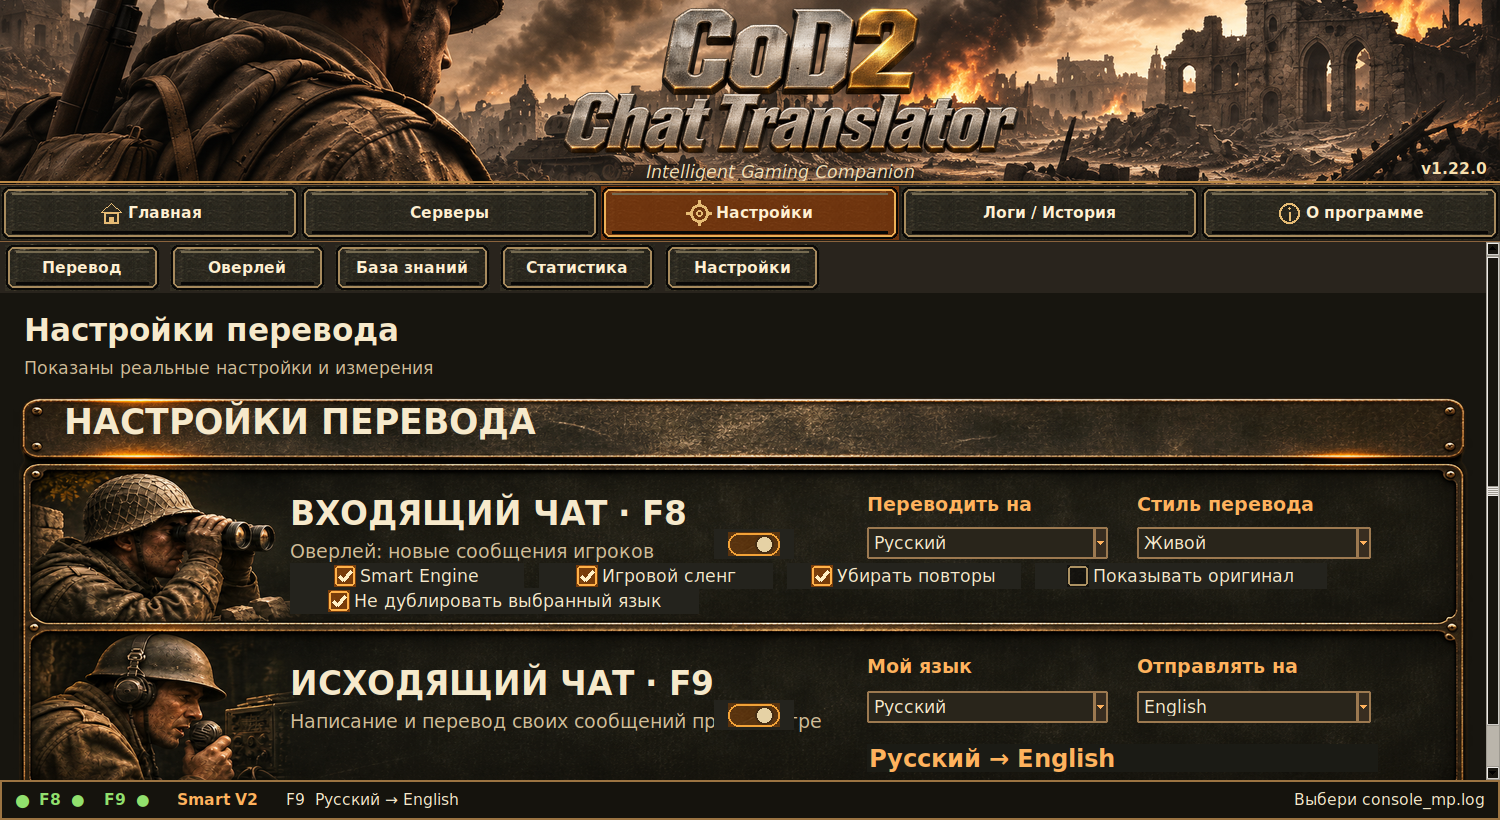 CoD2
Chat Translator
Intelligent Gaming Companion
v1.22.0
Главная
Серверы
Настройки
Логи / История
О программе
Перевод
Оверлей
База знаний
Статистика
Настройки
Настройки перевода
Показаны реальные настройки и измерения
НАСТРОЙКИ ПЕРЕВОДА
ВХОДЯЩИЙ ЧАТ · F8
Оверлей: новые сообщения игроков
Переводить на
Русский
Стиль перевода
Живой
Smart Engine
Игровой сленг
Убирать повторы
Показывать оригинал
Не дублировать выбранный язык
ИСХОДЯЩИЙ ЧАТ · F9
Написание и перевод своих сообщений
Мой язык
Русский
Отправлять на
English
Русский → English
F8
F9
Smart V2
F9 Русский → English
Выбери console_mp.log